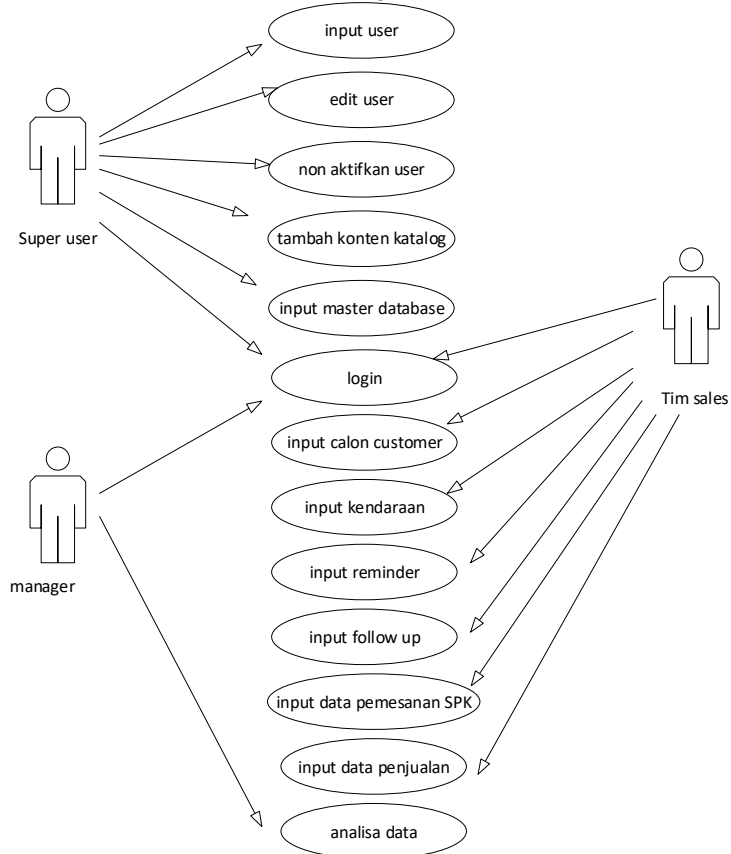 input user
edit user
non aktifkan user
Super user
tambah konten katalog
input master database
login
Tim sales
input calon customer
input kendaraan
input reminder
manager
input follow up
input data pemesanan SPK
input data penjualan
analisa data